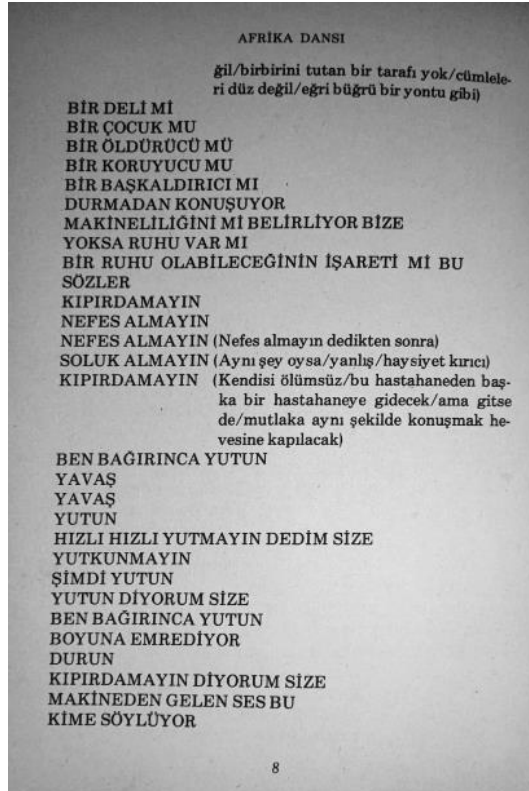 AFRİKA DANSI
ğil/birbirini tutan bir tarafı yok/cümlele-
ri düz değil/eğri büğrü bir yontu gibi)
BİR DELİ Mİ
BİR ÇOCUK MU
BİR ÖLDÜRÜCÜ MÜ
BİR KORUYUCU MU
BİR BAŞKALDIRICI MI
DURMADAN KONUŞUYOR
MAKİNELİLİĞİNİ Mİ BELİRLİYOR BİZE
YOKSA RUHU VAR MI
BİR RUHU OLABİLECEĞİNİN İŞARETİ Mİ BU
SÖZLER
KIPIRDAMAYIN
NEFES ALMAYIN
NEFES ALMAYIN (Nefes almayın dedikten sonra)
SOLUK ALMAYIN (Aynı şey oysa/yanlış/haysiyet kırıcı)
KIPIRDAMAYIN (Kendisi ölümsüz/bu hastahaneden baş-
ka bir hastahaneye gidecek/ama gitse
de/mutlaka aynı şekilde konuşmak he-
vesine kapılacak)
BEN BAĞIRINCA YUTUN
YAVAŞ
YAVAŞ
YUTUN
HIZLI HIZLI YUTMAYIN DEDİM SİZE
YUTKUNMAYIN
ŞİMDİ YUTUN
YUTUN DİYORUM SİZE
BEN BAĞIRINCA YUTUN
BOYUNA EMREDİYOR
DURUN
KIPIRDAMAYIN DİYORUM SİZE
MAKİNEDEN GELEN SES BU
KİME SÖYLÜYOR
8